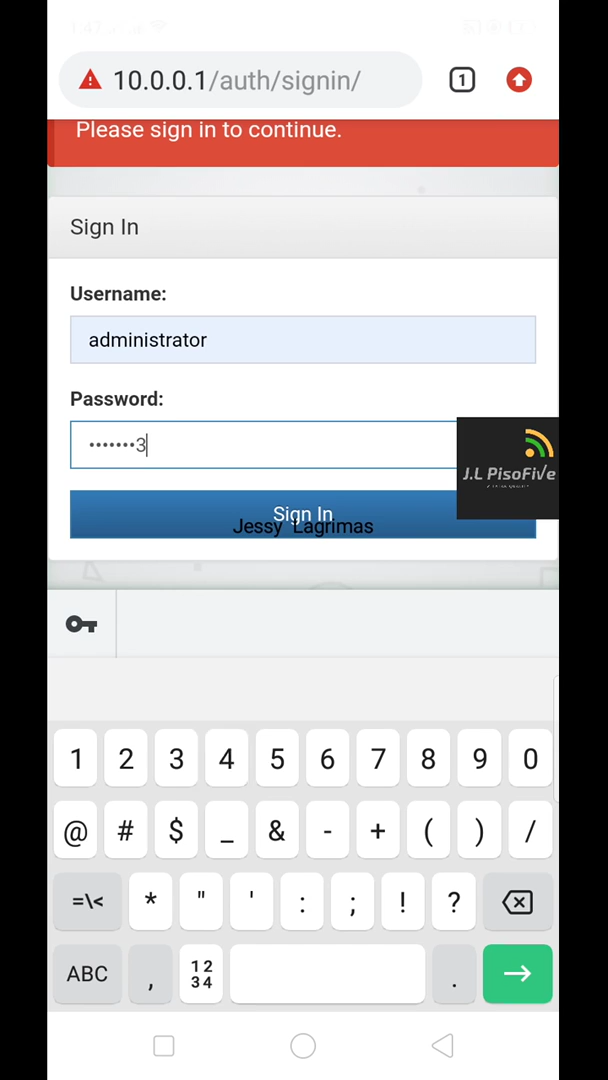 10.0.0.1/auth/signin/
1
Please sign in to continue.
Sign In
Username:
administrator
Password:
•••••••3
J.L PisoFive
Sign In
Jessy Lagrimas
1 2 3 4 5 6 7 8 9 0
@ # $ _ & - + ( ) /
=\< * " ' : ; ! ?
ABC , 12 .
34